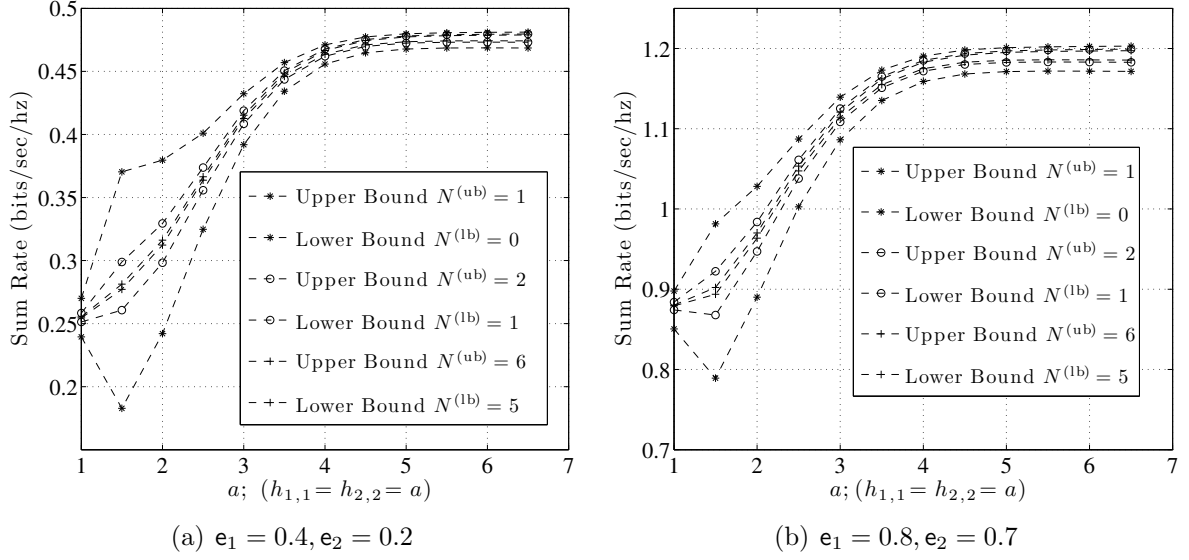 0.5
0.45
0.4
0.35
0.3
0.25
0.2
Sum Rate (bits/sec/hz)
Upper Bound N^(ub) = 1
Lower Bound N^(lb) = 0
Upper Bound N^(ub) = 2
Lower Bound N^(lb) = 1
Upper Bound N^(ub) = 6
Lower Bound N^(lb) = 5
1 2 3 4 5 6 7
a; (h_{1,1} = h_{2,2} = a)
(a) e_1 = 0.4, e_2 = 0.2
1.2
1.1
1
0.9
0.8
0.7
Sum Rate (bits/sec/hz)
Upper Bound N^(ub) = 1
Lower Bound N^(lb) = 0
Upper Bound N^(ub) = 2
Lower Bound N^(lb) = 1
Upper Bound N^(ub) = 6
Lower Bound N^(lb) = 5
1 2 3 4 5 6 7
a; (h_{1,1} = h_{2,2} = a)
(b) e_1 = 0.8, e_2 = 0.7